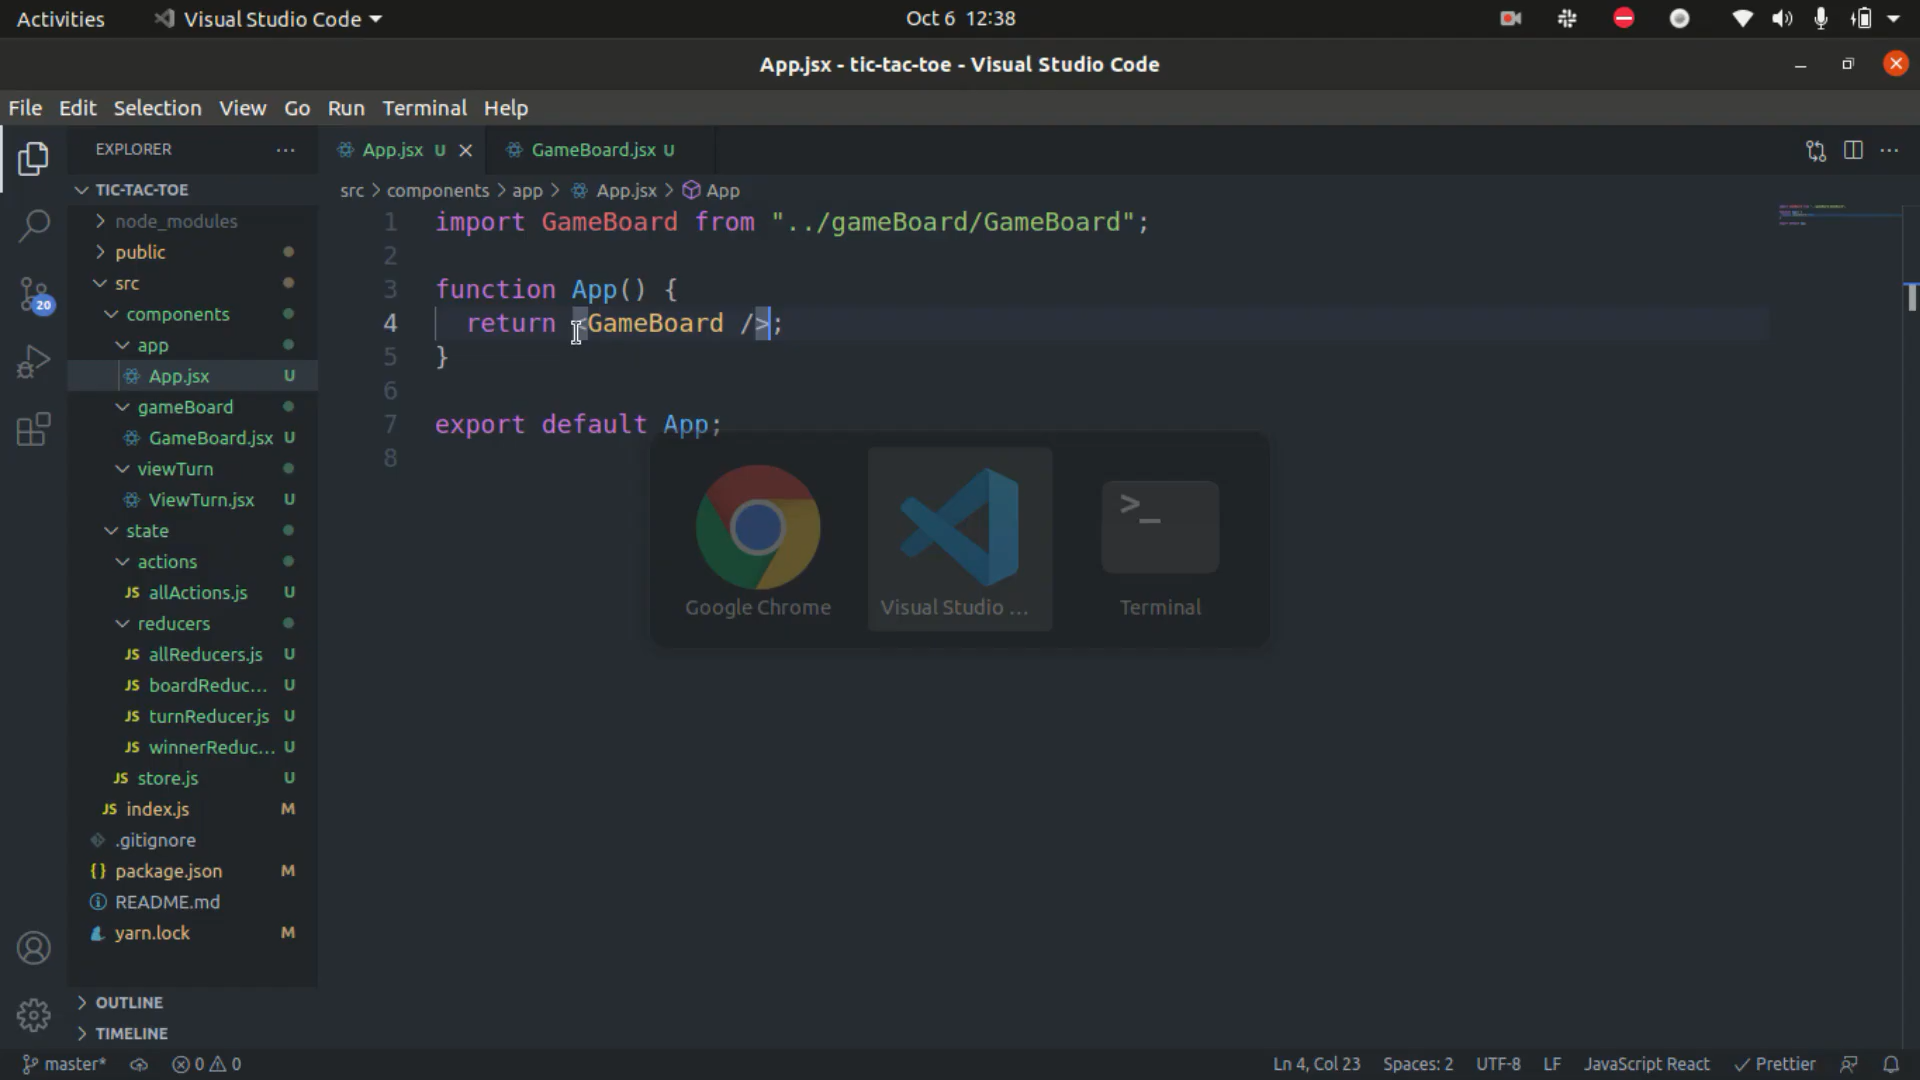 Activities
Visual Studio Code
Oct 6 12:38
App.jsx - tic-tac-toe - Visual Studio Code
File Edit Selection View Go Run Terminal Help
EXPLORER
App.jsx U
GameBoard.jsx U
TIC-TAC-TOE
src > components > app > App.jsx > App
node_modules
public
src
components
app
App.jsx U
gameBoard
GameBoard.jsx U
viewTurn
ViewTurn.jsx U
state
actions
JS allActions.js U
reducers
JS allReducers.js U
JS boardReduc... U
JS turnReducer.js U
JS winnerReduc... U
JS store.js U
JS index.js M
.gitignore
{} package.json M
README.md
yarn.lock M
OUTLINE
TIMELINE
20
1 import GameBoard from "../gameBoard/GameBoard";
2
3 function App() {
4 return <GameBoard />;
5 }
6
7 export default App;
8
Google Chrome
Visual Studio ...
>_
Terminal
master*
0 0
Ln 4, Col 23
Spaces: 2
UTF-8
LF
JavaScript React
Prettier